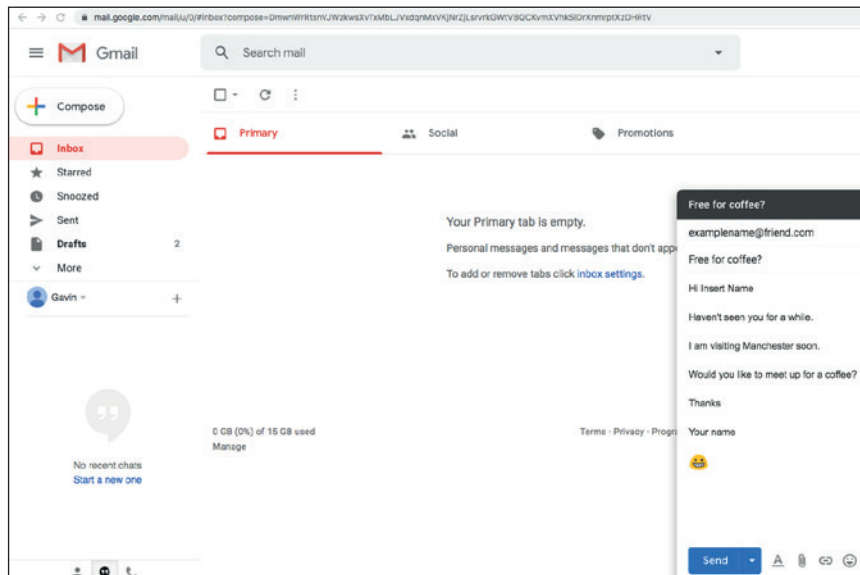 Gmail
Search mail
Compose
Primary
Social
Promotions
Inbox
Starred
Snoozed
Sent
Drafts 2
More
Gavin
Your Primary tab is empty.
Personal messages and messages that don't
To add or remove tabs click inbox settings.
0 GB (0%) of 15 GB used
Manage
Terms - Privacy -
No recent chats
Start a new one
Free for coffee?
examplename@friend.com
Free for coffee?
Hi Insert Name
Haven't seen you for a while.
I am visiting Manchester soon.
Would you like to meet up for a coffee?
Thanks
Your name
Send